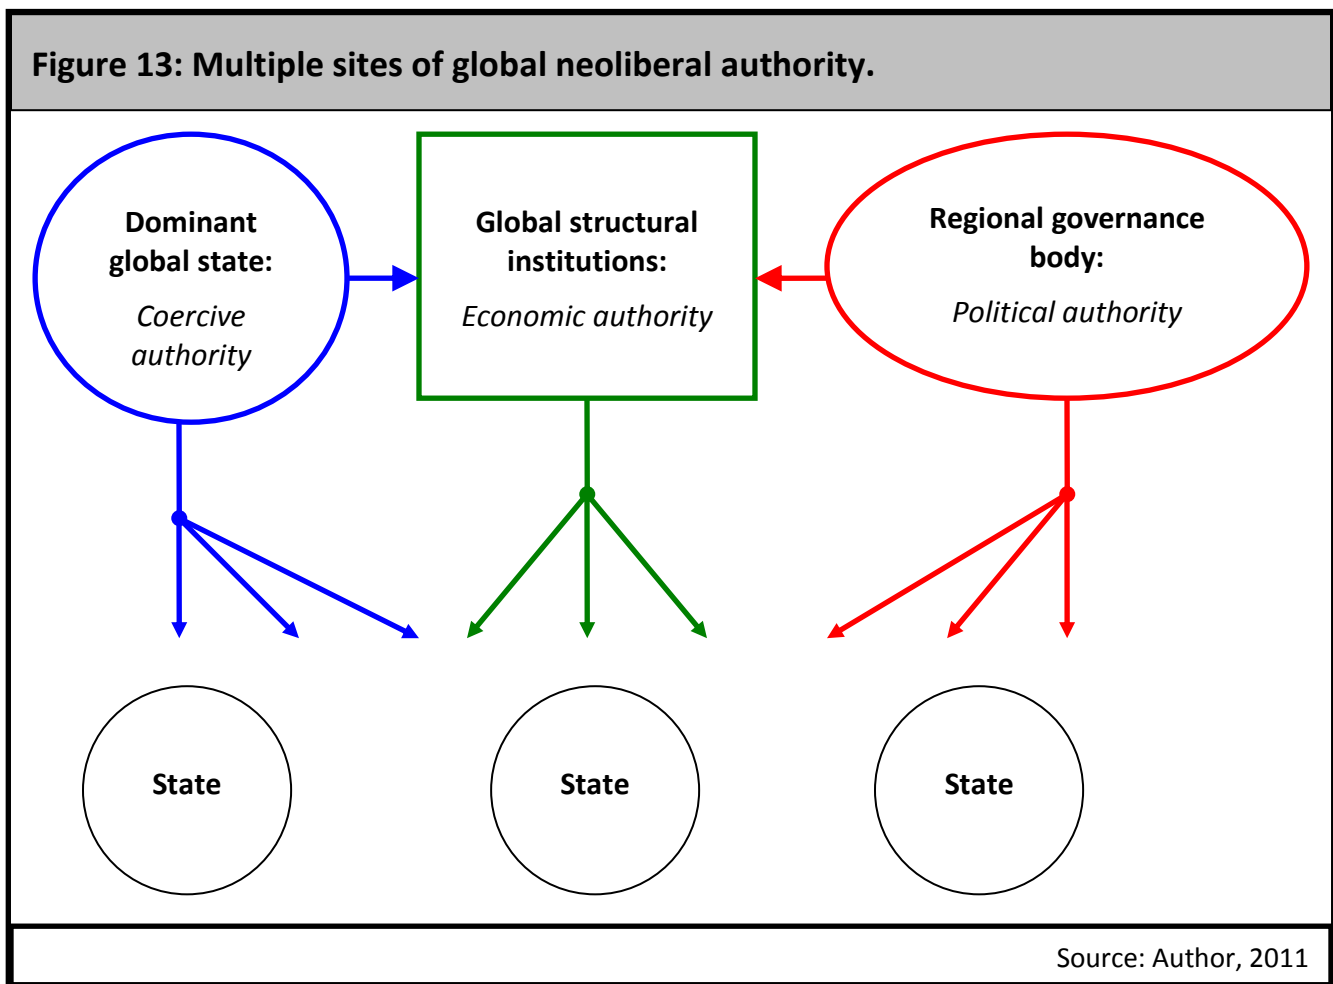 Figure 13: Multiple sites of global neoliberal authority.
Dominant
global state:
Coercive
authority
Global structural
institutions:
Economic authority
Regional governance
body:
Political authority
State
State
State
Source: Author, 2011